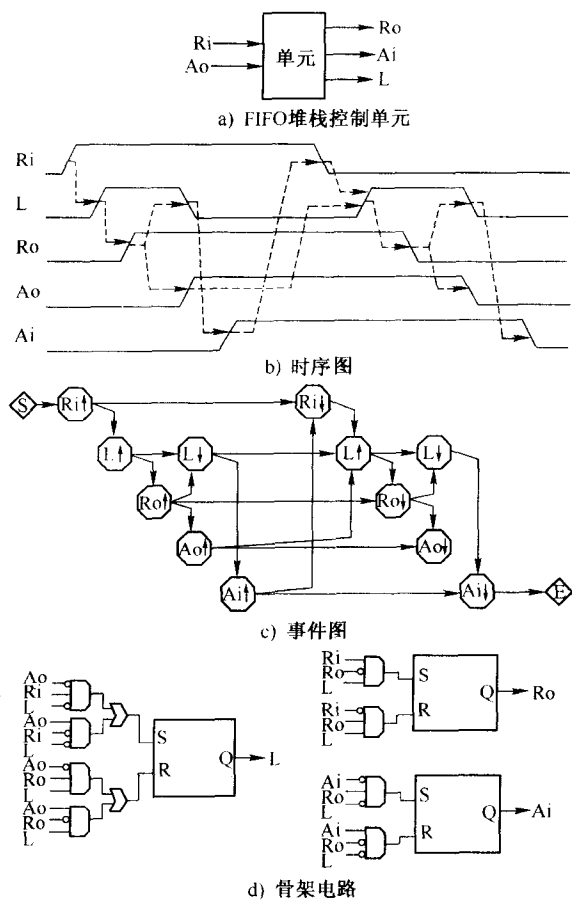 Ri
Ao
单元
Ro
Ai
L
a) FIFO堆栈控制单元
Ri
L
Ro
Ao
Ai
b) 时序图
S
Ri↑
Ri↓
L↑
L↓
L↑
L↓
Ro↑
Ro↓
Ao↑
Ao↓
Ai↑
Ai↓
E
c) 事件图
Ao
Ri
L
Ao
Ri
L
Ao
Ro
L
Ao
Ro
L
S
R
Q
L
Ri
Ro
L
Ri
Ro
L
S
R
Q
Ro
Ai
Ro
L
Ai
Ro
L
S
R
Q
Ai
d) 骨架电路